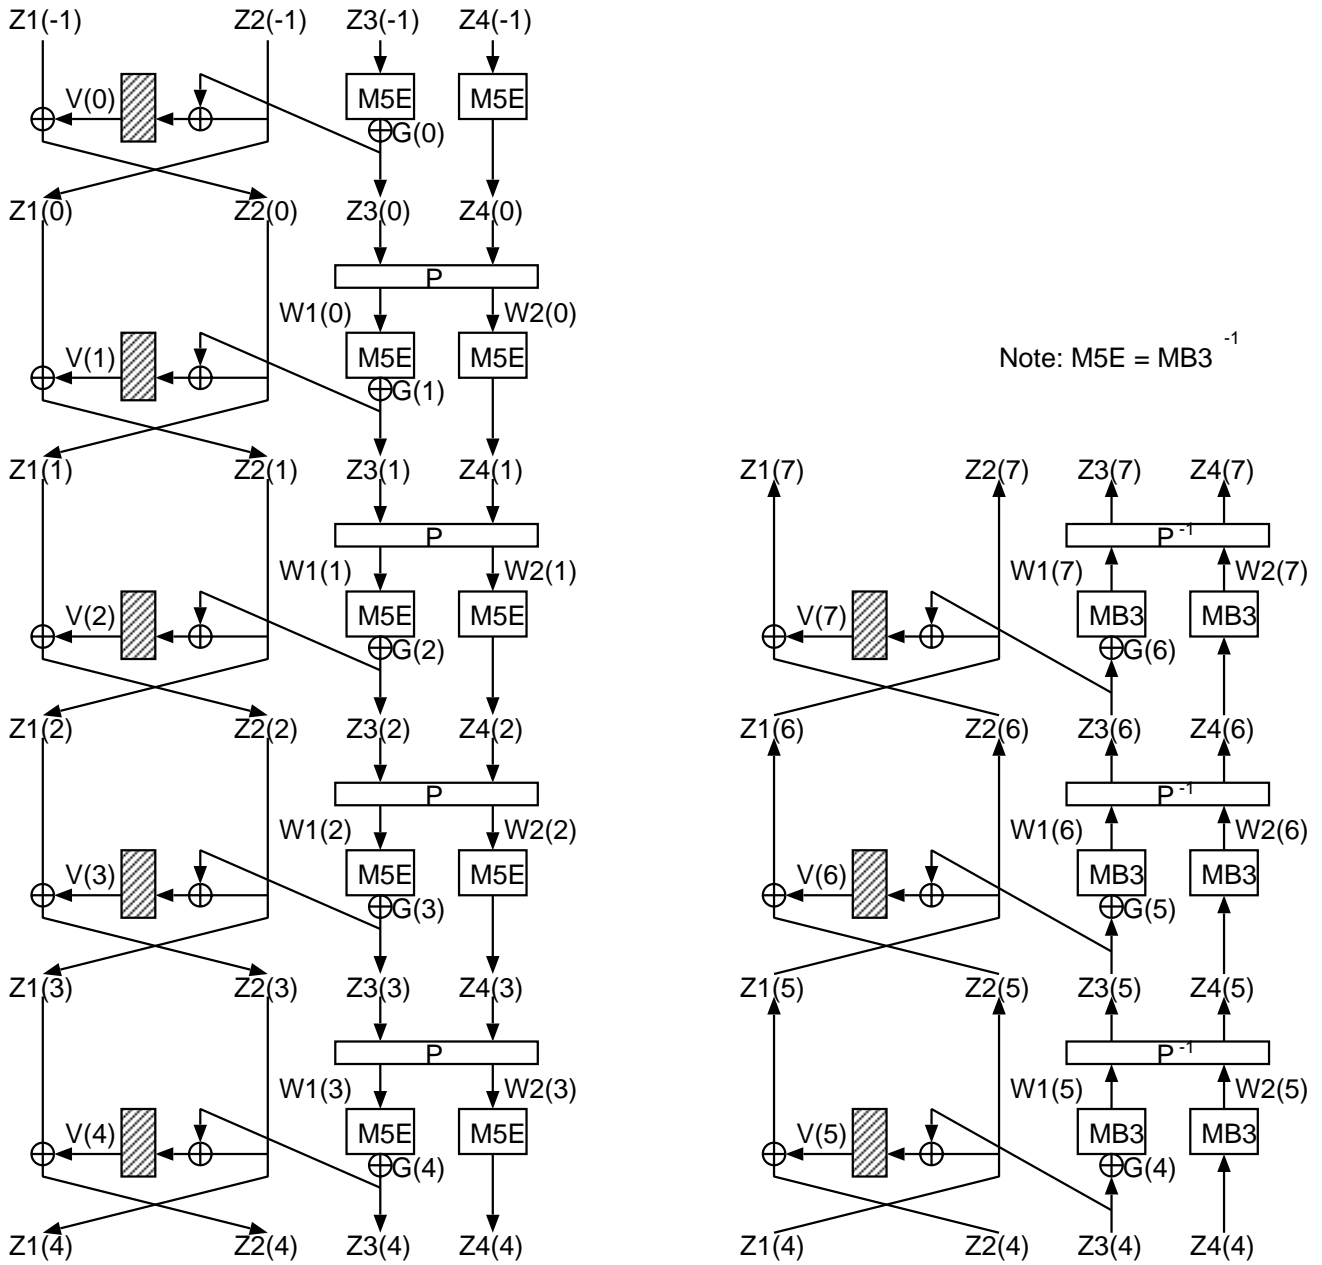 Z1(-1) Z2(-1) Z3(-1) Z4(-1)
V(0) M5E M5E
G(0)
Z1(0) Z2(0) Z3(0) Z4(0)
P
W1(0) W2(0)
V(1) M5E M5E
G(1)
Note: M5E = MB3 -1
Z1(1) Z2(1) Z3(1) Z4(1) Z1(7) Z2(7) Z3(7) Z4(7)
P P -1
W1(1) W2(1) W1(7) W2(7)
V(2) M5E M5E V(7) MB3 MB3
G(2) G(6)
Z1(2) Z2(2) Z3(2) Z4(2) Z1(6) Z2(6) Z3(6) Z4(6)
P P -1
W1(2) W2(2) W1(6) W2(6)
V(3) M5E M5E V(6) MB3 MB3
G(3) G(5)
Z1(3) Z2(3) Z3(3) Z4(3) Z1(5) Z2(5) Z3(5) Z4(5)
P P -1
W1(3) W2(3) W1(5) W2(5)
V(4) M5E M5E V(5) MB3 MB3
G(4) G(4)
Z1(4) Z2(4) Z3(4) Z4(4) Z1(4) Z2(4) Z3(4) Z4(4)